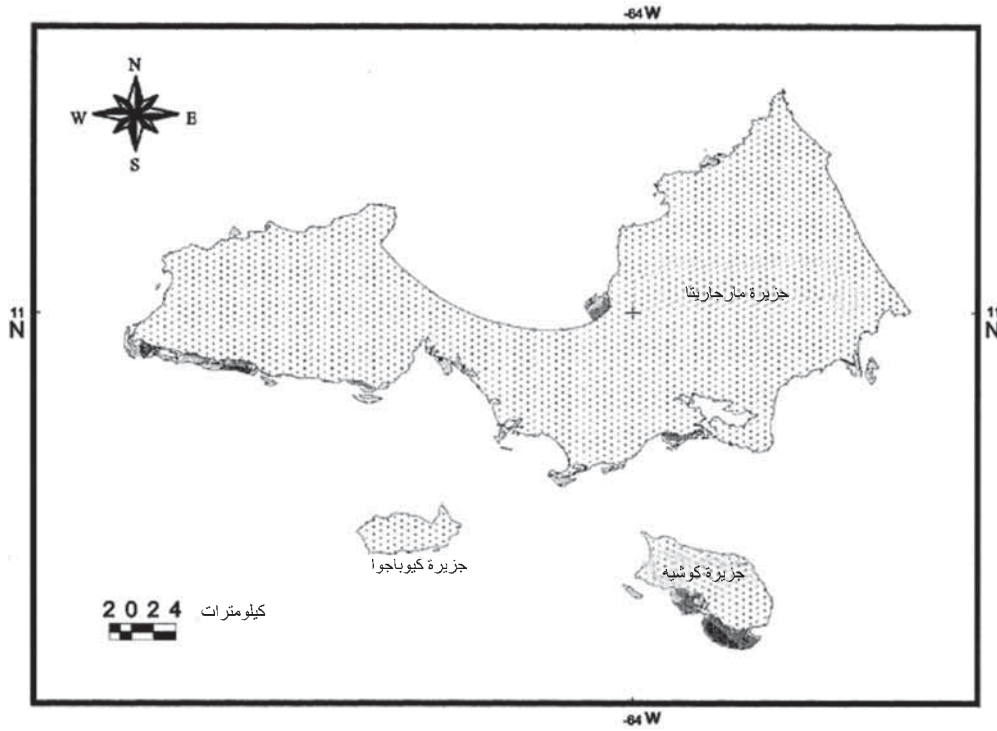 -64 W
N
W E
S
جزيرة مارجاريتا
11
N
11
N
جزيرة كيوباجوا
جزيرة كوشيه
2 0 2 4 كيلومترات
-64 W